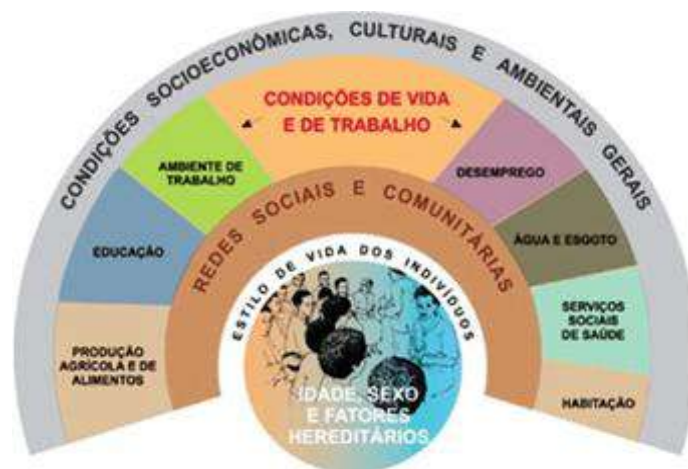 CONDIÇÕES SOCIOECONÔMICAS, CULTURAIS E AMBIENTAIS GERAIS
CONDIÇÕES DE VIDA
E DE TRABALHO
AMBIENTE DE
TRABALHO
DESEMPREGO
REDES SOCIAIS E COMUNITÁRIAS
EDUCAÇÃO
ÁGUA E ESGOTO
ESTILO DE VIDA DOS INDIVÍDUOS
SERVIÇOS
SOCIAIS
DE SAÚDE
PRODUÇÃO
AGRÍCOLA E DE
ALIMENTOS
HABITAÇÃO
IDADE, SEXO
E FATORES
HEREDITÁRIOS